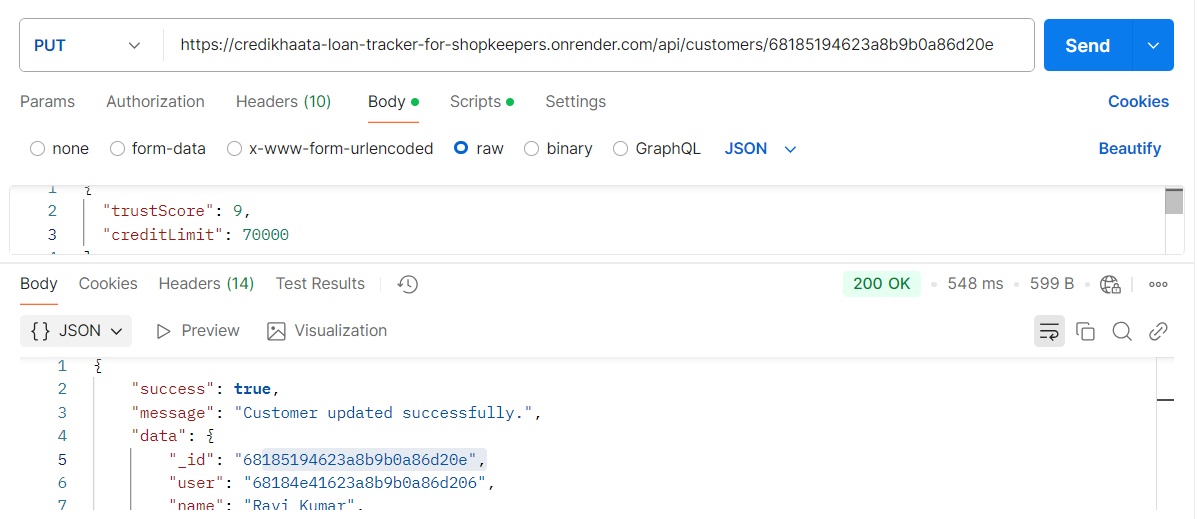 PUT https://credikhaata-loan-tracker-for-shopkeepers.onrender.com/api/customers/68185194623a8b9b0a86d20e Send
Params Authorization Headers (10) Body Scripts Settings Cookies
none form-data x-www-form-urlencoded raw binary GraphQL JSON Beautify
1 {
2 "trustScore": 9,
3 "creditLimit": 70000
4 }
Body Cookies Headers (14) Test Results 200 OK 548 ms 599 B
{} JSON Preview Visualization
1 {
2 "success": true,
3 "message": "Customer updated successfully.",
4 "data": {
5 "_id": "68185194623a8b9b0a86d20e",
6 "user": "68184e41623a8b9b0a86d206",
7 "name": "Ravi Kumar",